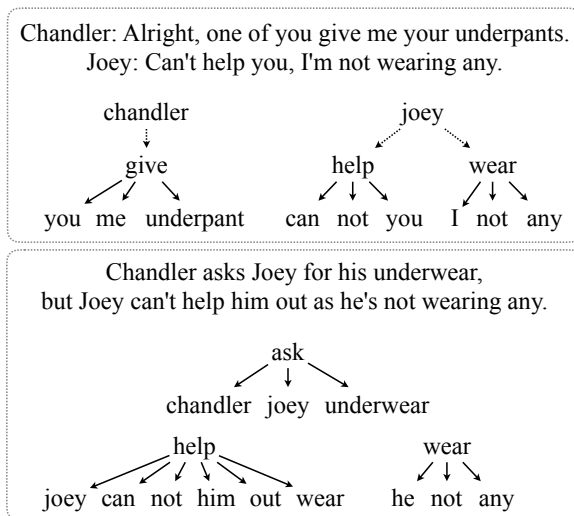 Chandler: Alright, one of you give me your underpants.
Joey: Can't help you, I'm not wearing any.
chandler joey
give help wear
you me underpant can not you I not any
Chandler asks Joey for his underwear,
but Joey can't help him out as he's not wearing any.
ask
chandler joey underwear
help wear
joey can not him out wear he not any